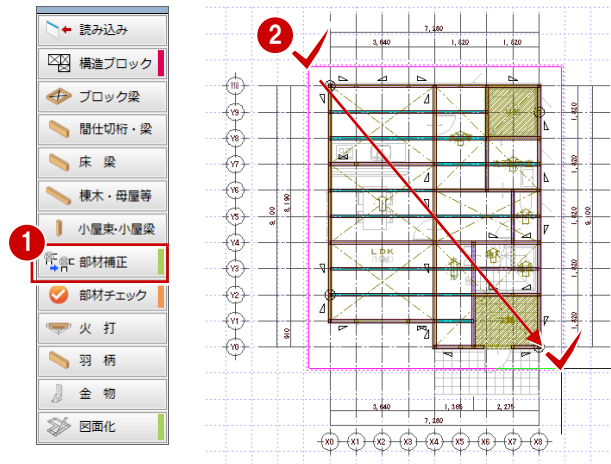 読み込み
構造ブロック
ブロック梁
間仕切桁・梁
床 梁
棟木・母屋等
小屋束・小屋梁
1
部材補正
部材チェック
火 打
羽 柄
金 物
図面化
2
7,280
3,640 1,820 1,820
Y10
Y9
Y8
Y7
Y6
Y5
Y4
Y3
Y2
Y1
Y0
9,100
8,190
910
LDK
1,820
1,820
9,100
1,820
1,820
3,640 1,365 2,275
7,280
X0 X1 X2 X3 X4 X5 X6 X7 X8